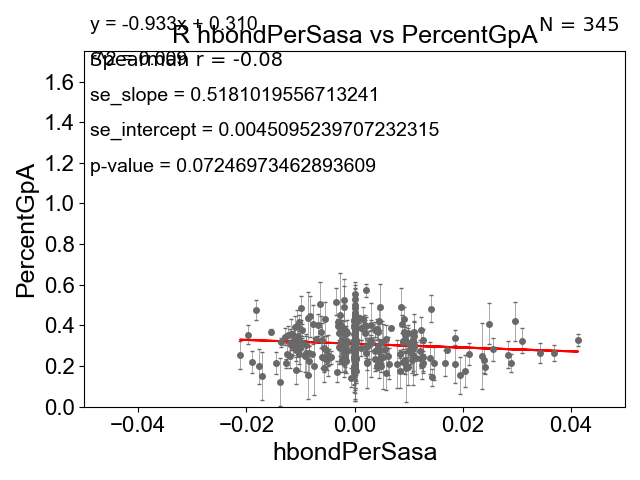 y = -0.933x + 0.310
N = 345
R hbondPerSasa vs PercentGpA
Spearman r = -0.08
se_slope = 0.5181019556713241
se_intercept = 0.0045095239707232315
p-value = 0.07246973462893609
PercentGpA
1.6
1.4
1.2
1.0
0.8
0.6
0.4
0.2
0.0
−0.04
−0.02
0.00
0.02
0.04
hbondPerSasa